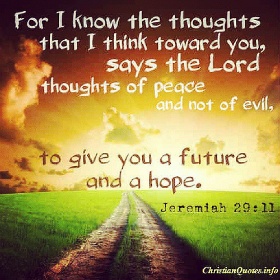 For I know the thoughts
that I think toward you,
says the Lord
thoughts of peace
and not of evil,
to give you a future
and a hope.
Jeremiah 29:11
ChristianQuotes.info